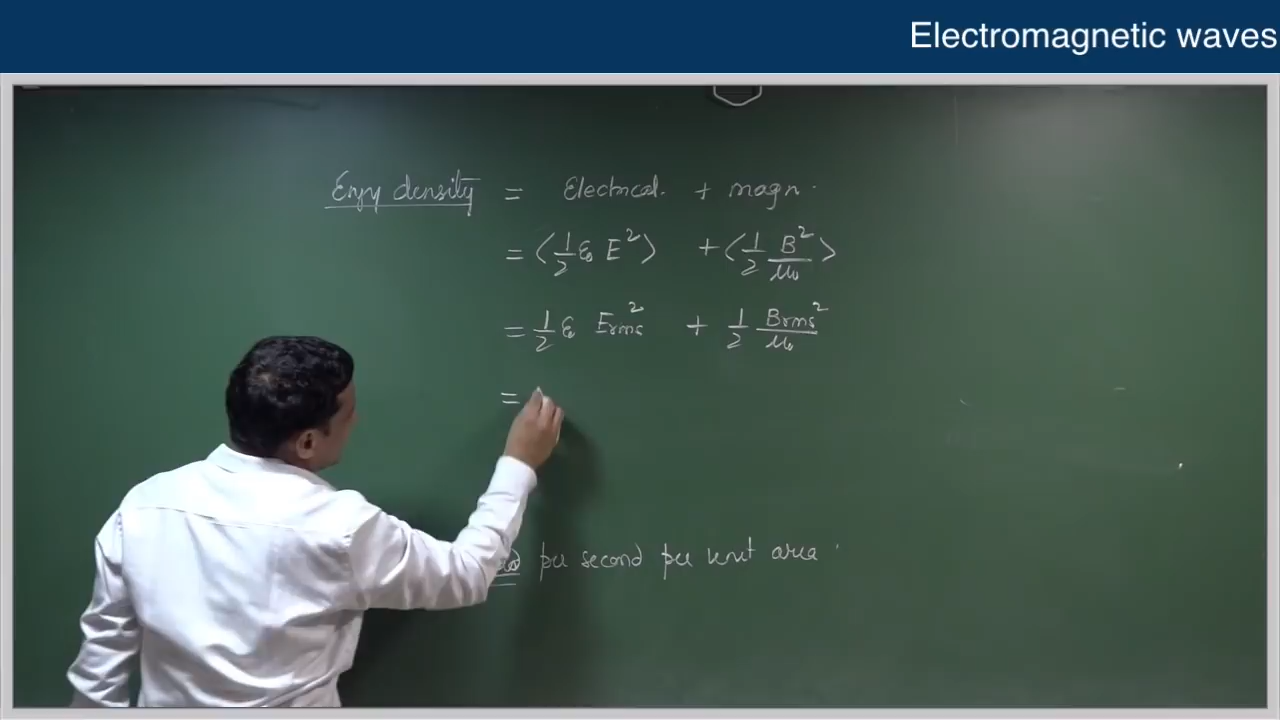 Electromagnetic waves
Enrgy density = Electrical. + magn.
= ⟨1/2 ε₀ E²⟩ + ⟨1/2 B²/μ₀⟩
= 1/2 ε₀ Erms² + 1/2 Brms²/μ₀
=
per second per unit area